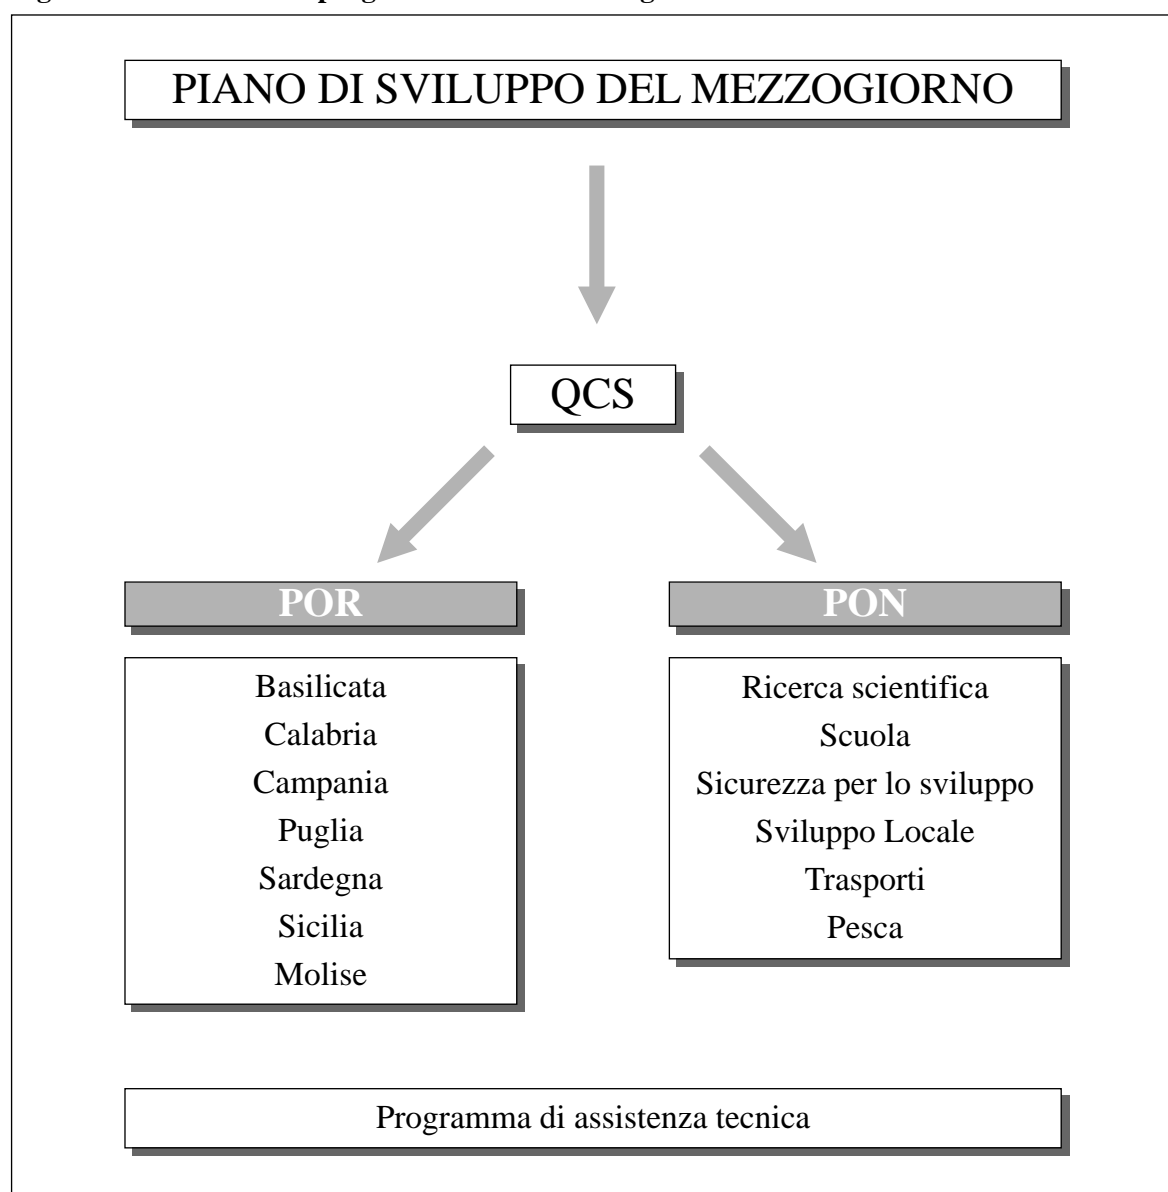 PIANO DI SVILUPPO DEL MEZZOGIORNO
QCS
POR
Basilicata
Calabria
Campania
Puglia
Sardegna
Sicilia
Molise
PON
Ricerca scientifica
Scuola
Sicurezza per lo sviluppo
Sviluppo Locale
Trasporti
Pesca
Programma di assistenza tecnica